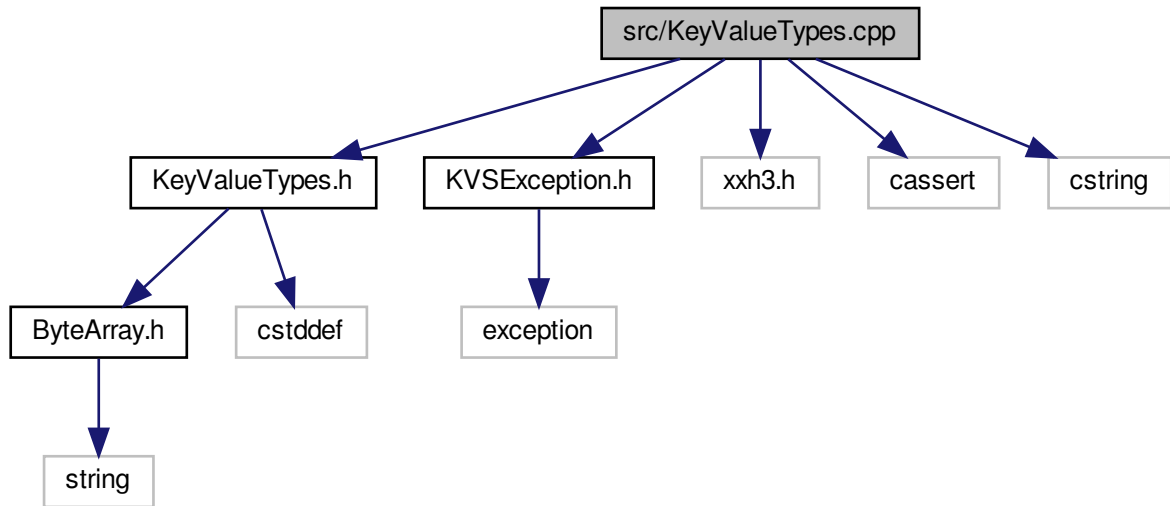 src/KeyValueTypes.cpp
KeyValueTypes.h
KVSException.h
xxh3.h
cassert
cstring
ByteArray.h
cstddef
exception
string